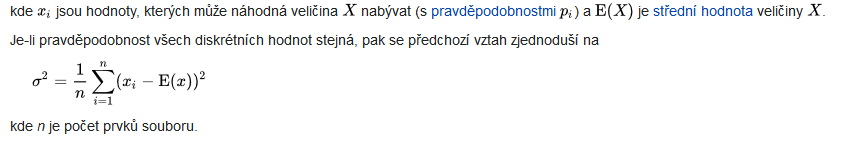 kde xᵢ jsou hodnoty, kterých může náhodná veličina X nabývat (s pravděpodobnostmi pᵢ) a E(X) je střední hodnota veličiny X.
Je-li pravděpodobnost všech diskrétních hodnot stejná, pak se předchozí vztah zjednoduší na
σ² = 1/n ∑ᵢ₌₁ⁿ (xᵢ − E(x))²
kde n je počet prvků souboru.